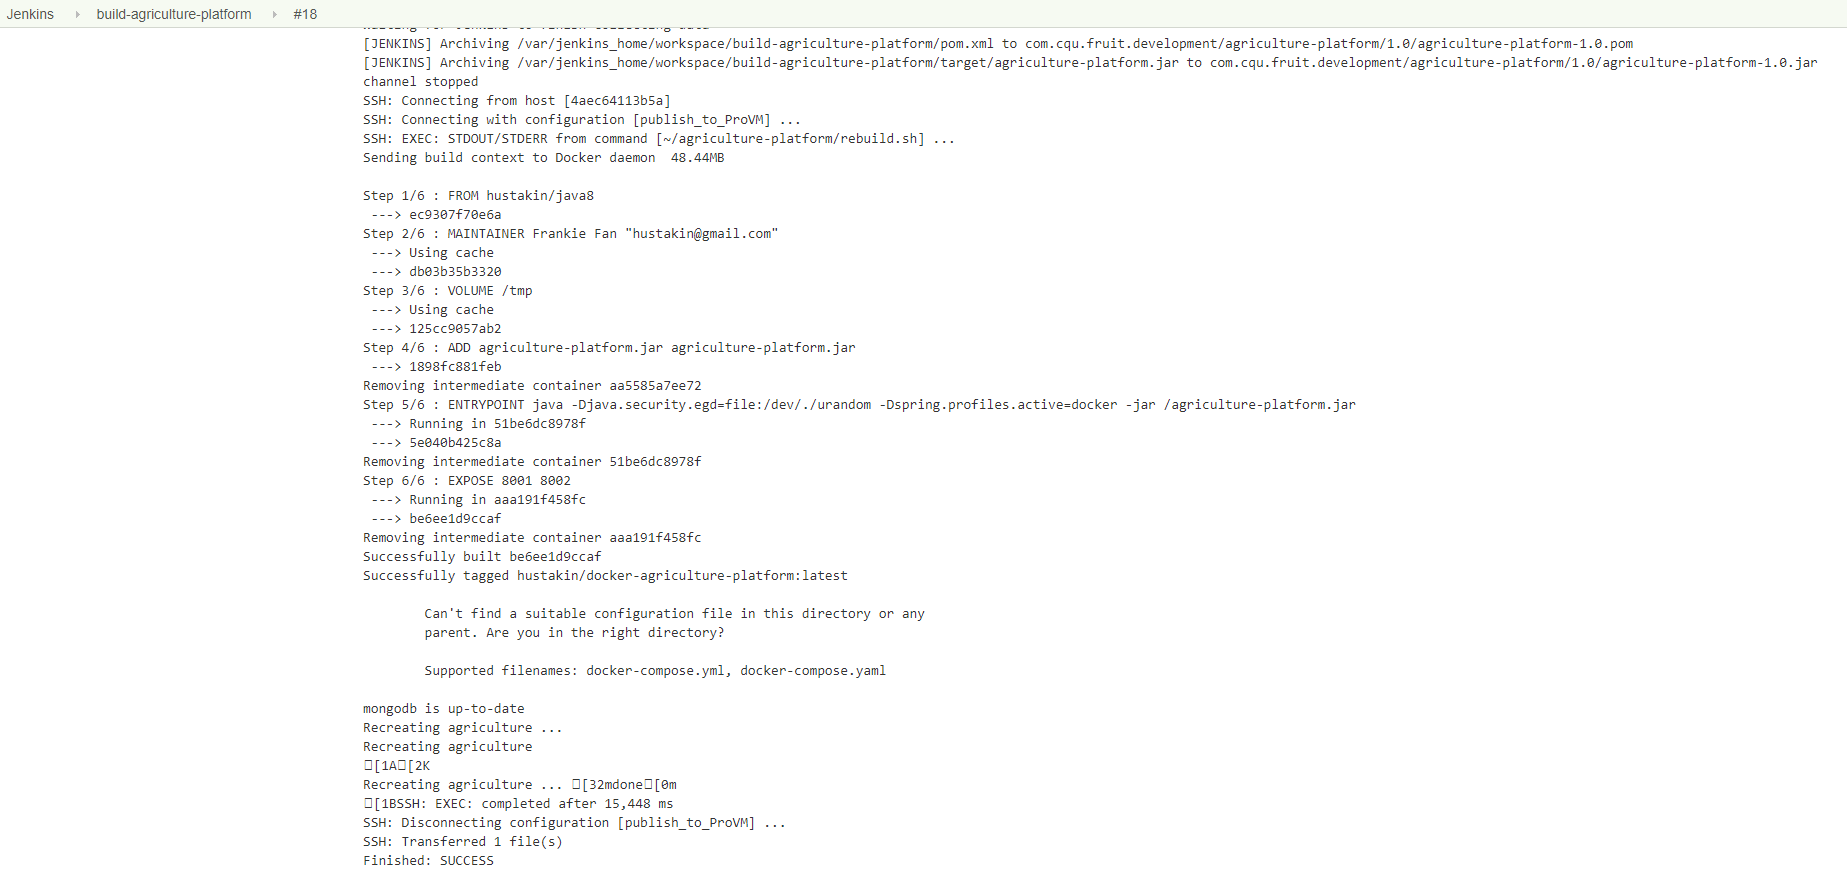 Jenkins build-agriculture-platform #18
[JENKINS] Archiving /var/jenkins_home/workspace/build-agriculture-platform/pom.xml to com.cqu.fruit.development/agriculture-platform/1.0/agriculture-platform-1.0.pom
[JENKINS] Archiving /var/jenkins_home/workspace/build-agriculture-platform/target/agriculture-platform.jar to com.cqu.fruit.development/agriculture-platform/1.0/agriculture-platform-1.0.jar
channel stopped
SSH: Connecting from host [4aec64113b5a]
SSH: Connecting with configuration [publish_to_ProVM] ...
SSH: EXEC: STDOUT/STDERR from command [~/agriculture-platform/rebuild.sh] ...
Sending build context to Docker daemon  48.44MB
Step 1/6 : FROM hustakin/java8
 ---> ec9307f70e6a
Step 2/6 : MAINTAINER Frankie Fan "hustakin@gmail.com"
 ---> Using cache
 ---> db03b35b3320
Step 3/6 : VOLUME /tmp
 ---> Using cache
 ---> 125cc9057ab2
Step 4/6 : ADD agriculture-platform.jar agriculture-platform.jar
 ---> 1898fc881feb
Removing intermediate container aa5585a7ee72
Step 5/6 : ENTRYPOINT java -Djava.security.egd=file:/dev/./urandom -Dspring.profiles.active=docker -jar /agriculture-platform.jar
 ---> Running in 51be6dc8978f
 ---> 5e040b425c8a
Removing intermediate container 51be6dc8978f
Step 6/6 : EXPOSE 8001 8002
 ---> Running in aaa191f458fc
 ---> be6ee1d9ccaf
Removing intermediate container aaa191f458fc
Successfully built be6ee1d9ccaf
Successfully tagged hustakin/docker-agriculture-platform:latest
Can't find a suitable configuration file in this directory or any
parent. Are you in the right directory?
Supported filenames: docker-compose.yml, docker-compose.yaml
mongodb is up-to-date
Recreating agriculture ...
Recreating agriculture
□[1A□[2K
Recreating agriculture ... □[32mdone□[0m
□[1BSSH: EXEC: completed after 15,448 ms
SSH: Disconnecting configuration [publish_to_ProVM] ...
SSH: Transferred 1 file(s)
Finished: SUCCESS